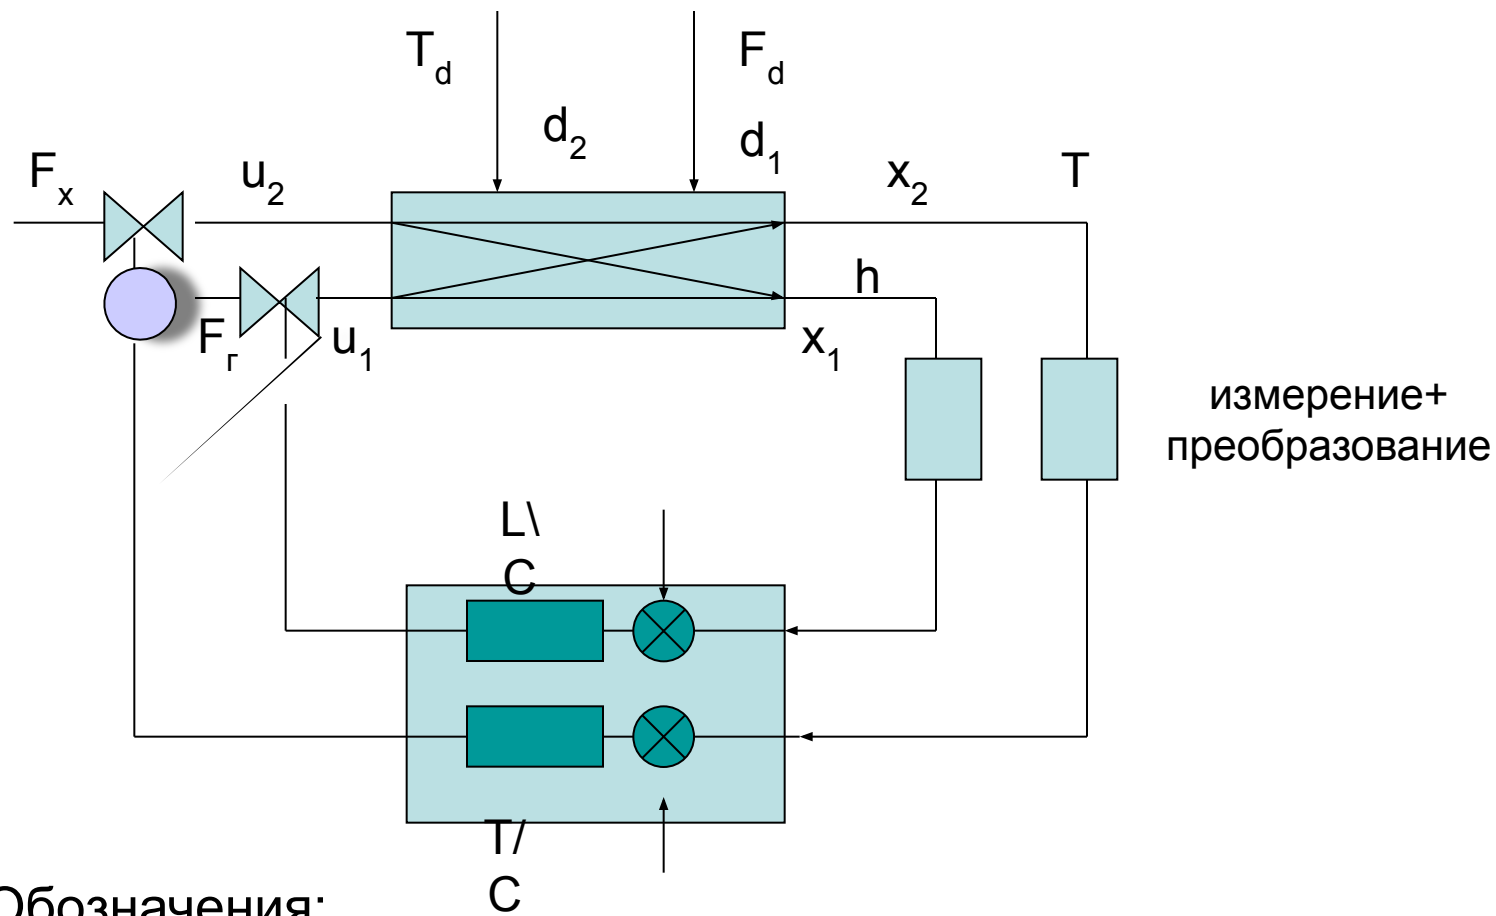 T_d
F_d
d_2
d_1
F_x
u_2
x_2
T
h
F_г
u_1
x_1
измерение+
преобразование
L\
C
T/
C
Обозначения: